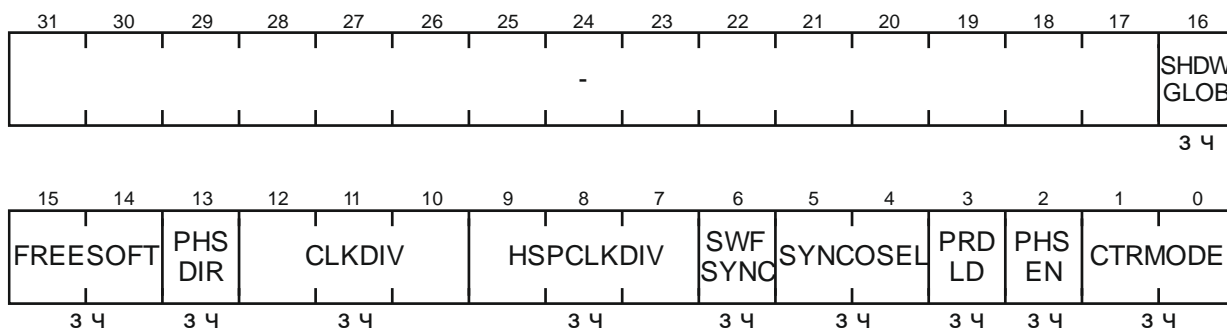 31 30 29 28 27 26 25 24 23 22 21 20 19 18 17 16
- SHDW
GLOB
З Ч
15 14 13 12 11 10 9 8 7 6 5 4 3 2 1 0
FREESOFT PHS DIR CLKDIV HSPCLKDIV SWF SYNC SYNCOSEL PRD LD PHS EN CTRMODE
З Ч З Ч З Ч З Ч З Ч З Ч З Ч З Ч З Ч